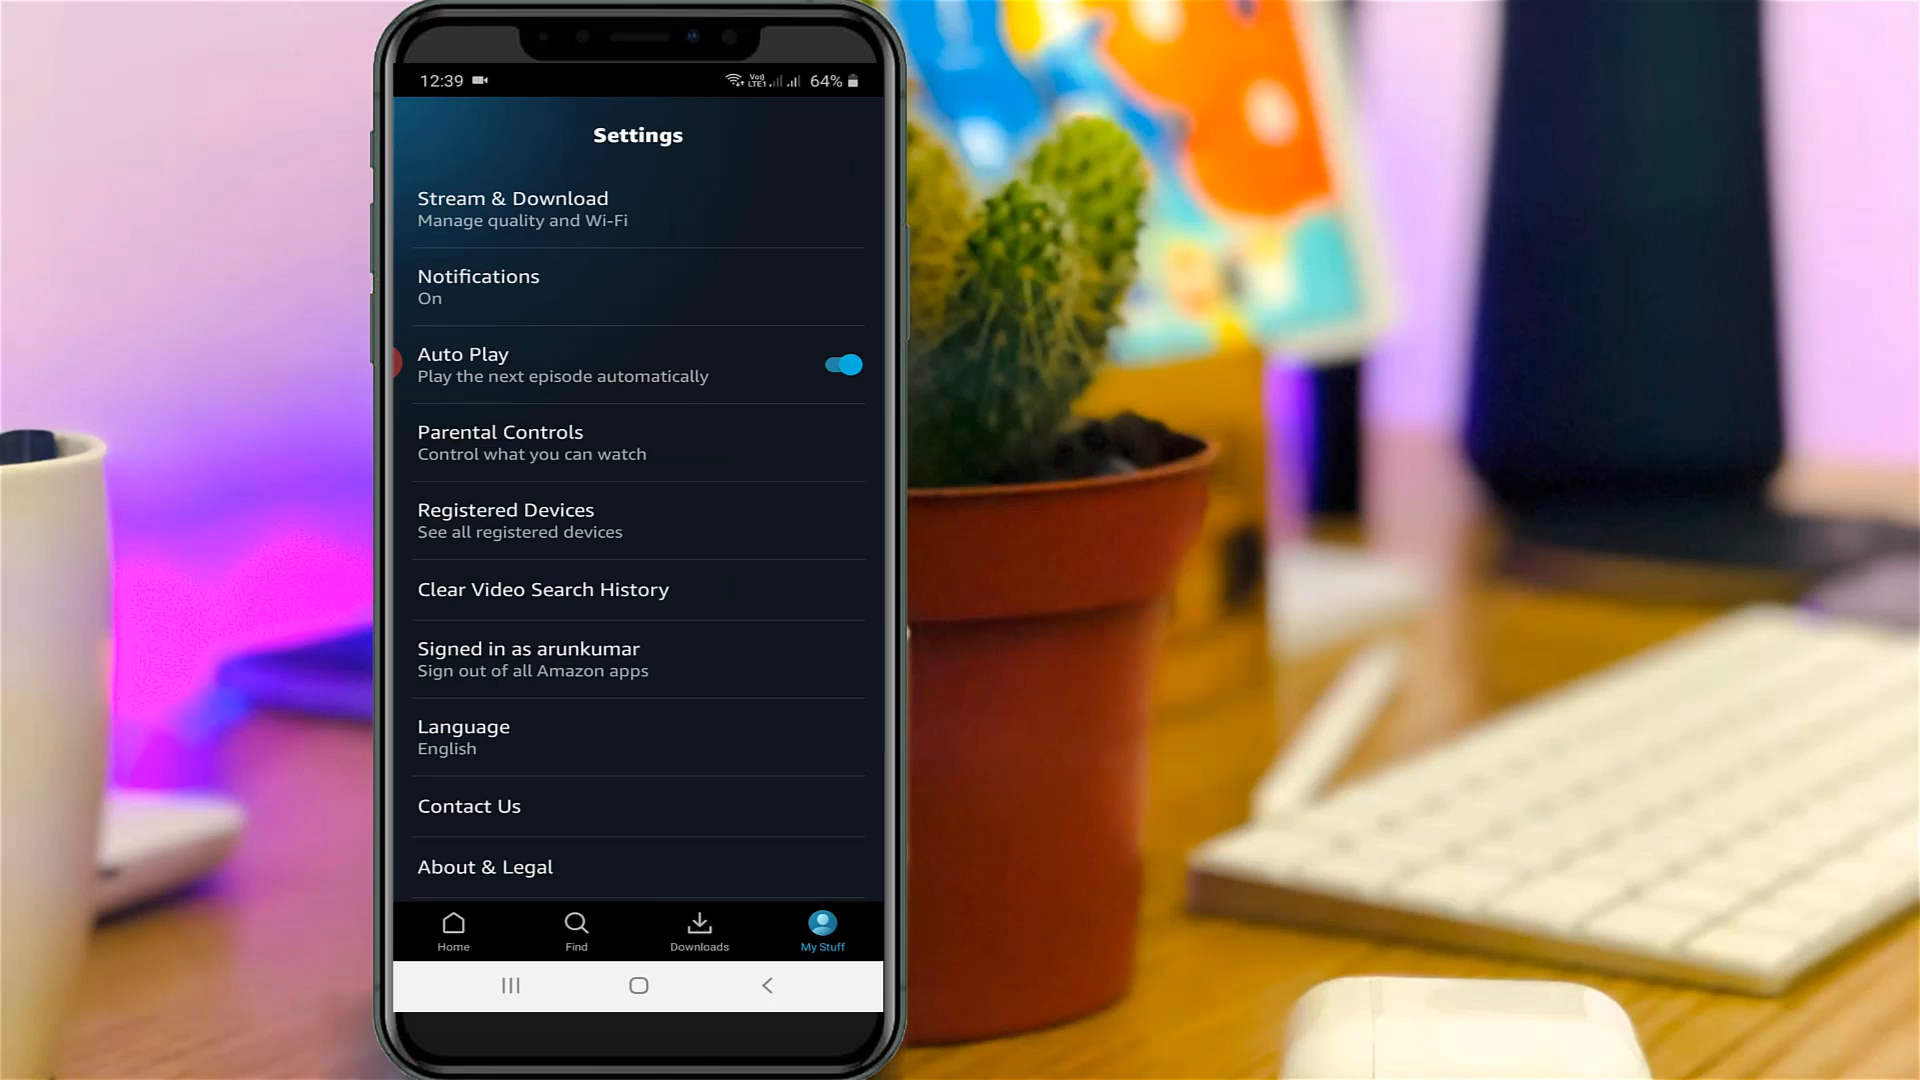 12:39
Vo)) LTE1 64%
Settings
Stream & Download
Manage quality and Wi-Fi
Notifications
On
Auto Play
Play the next episode automatically
Parental Controls
Control what you can watch
Registered Devices
See all registered devices
Clear Video Search History
Signed in as arunkumar
Sign out of all Amazon apps
Language
English
Contact Us
About & Legal
Home
Find
Downloads
My Stuff